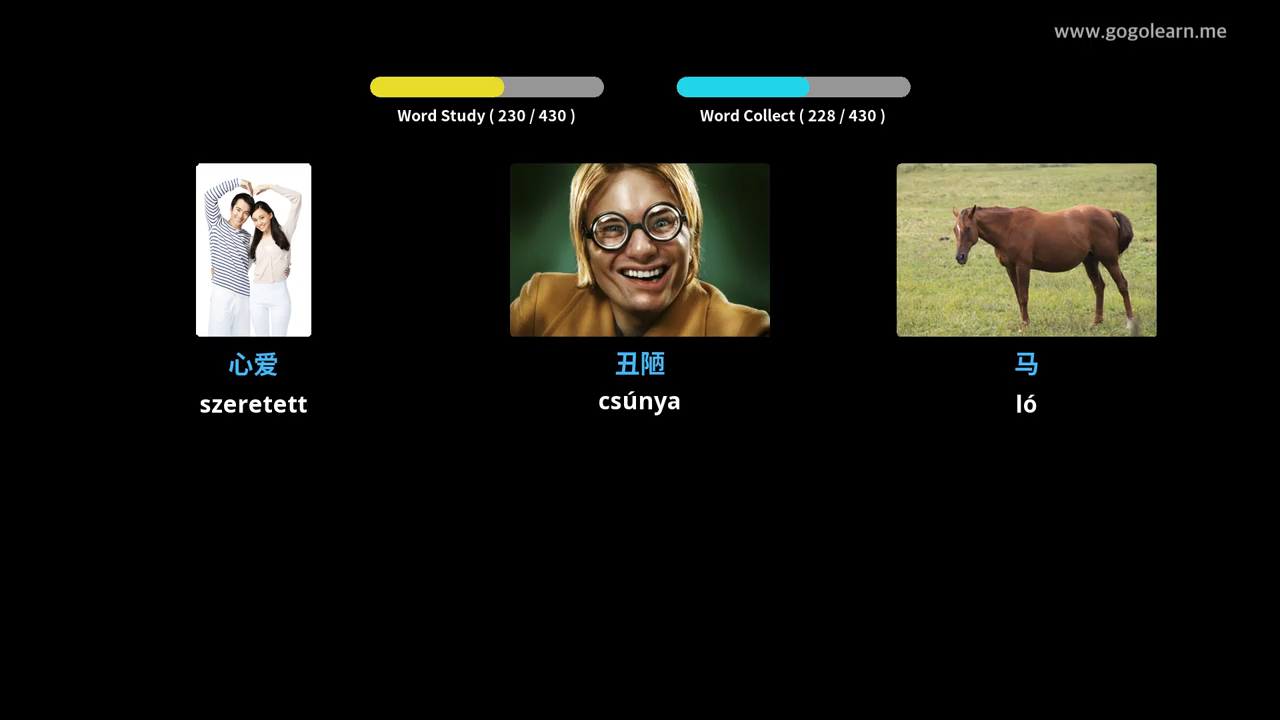 www.gogolearn.me
Word Study ( 230 / 430 )
Word Collect ( 228 / 430 )
心爱
丑陋
马
szeretett
csúnya
ló